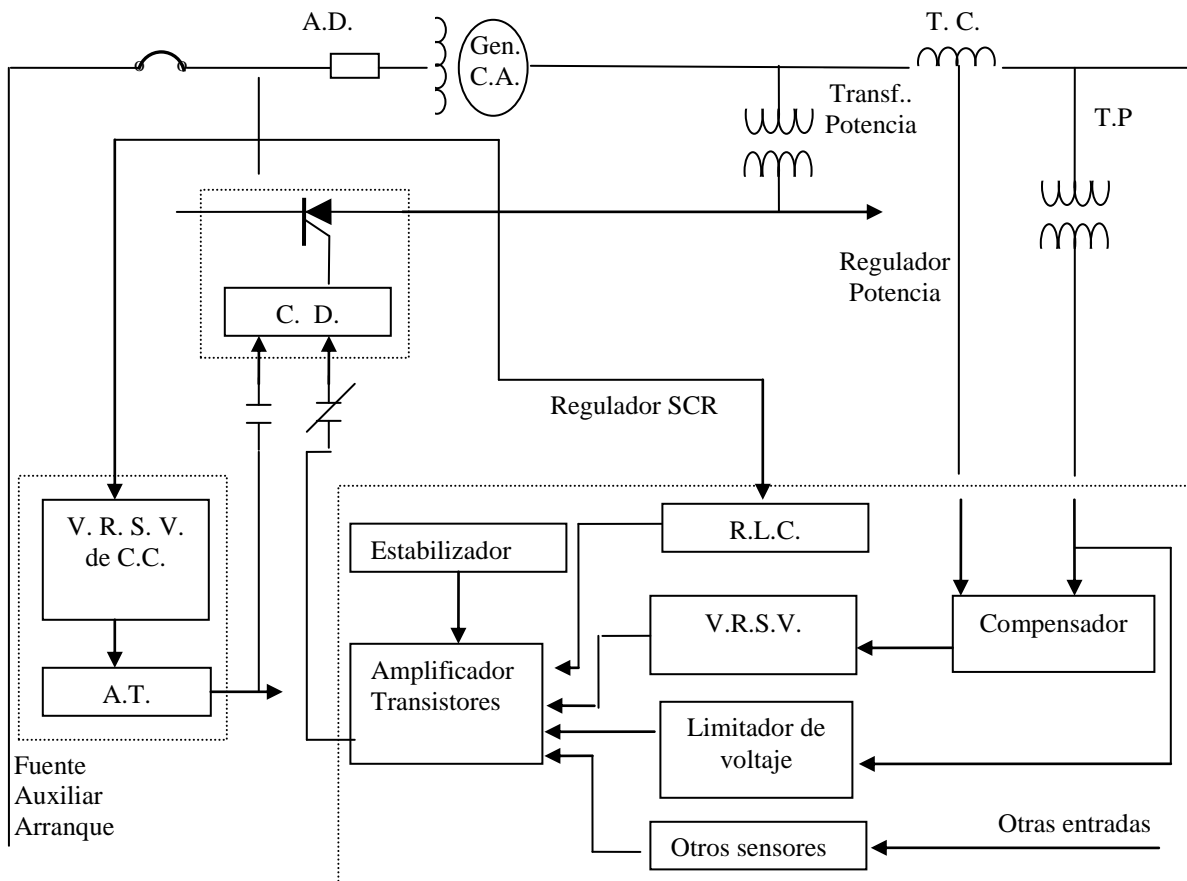 A.D.
T. C.
Gen.
C.A.
Transf..
Potencia
T.P
Regulador
Potencia
C. D.
Regulador SCR
V. R. S. V.
de C.C.
A.T.
Fuente
Auxiliar
Arranque
Estabilizador
R.L.C.
V.R.S.V.
Compensador
Amplificador
Transistores
Limitador de
voltaje
Otros sensores
Otras entradas